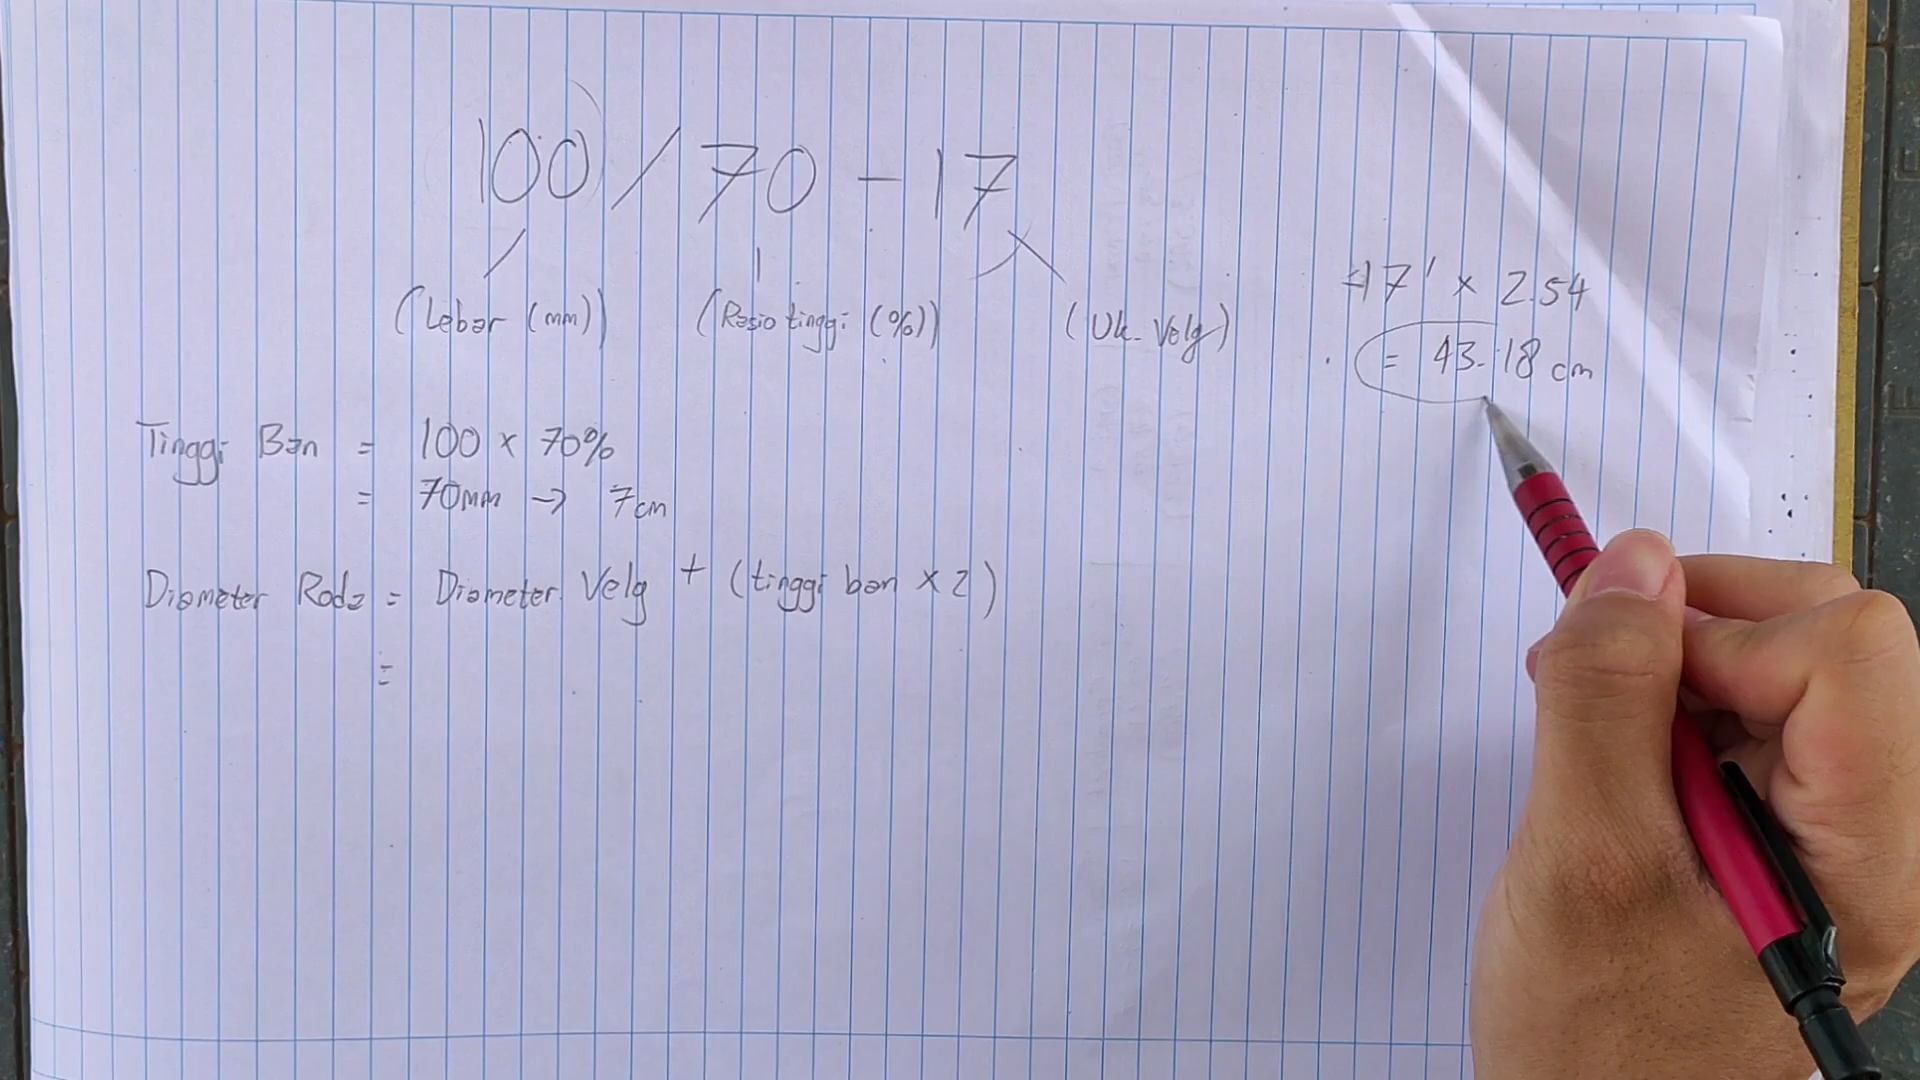 100/70-17
(Lebar (mm)) (Rasio tinggi (%)) (Uk. Velg)
17' x 2.54
= 43.18 cm
Tinggi Ban = 100 x 70%
= 70mm → 7cm
Diameter Roda = Diameter Velg + (tinggi ban x 2)
=